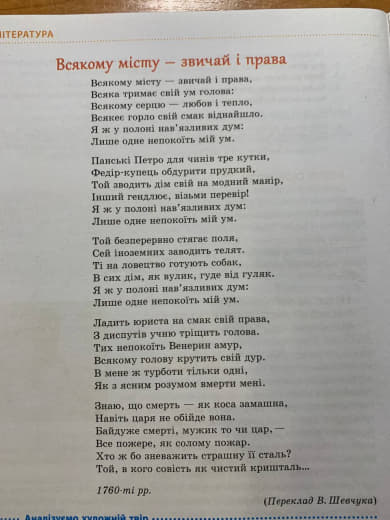 ЛІТЕРАТУРА
Всякому місту — звичай і права
Всякому місту — звичай і права,
Всяка тримає свій ум голова:
Всякому серцю — любов і тепло,
Всякеє горло свій смак віднайшло.
Я ж у полоні нав'язливих дум:
Лише одне непокоїть мій ум.
Панські Петро для чинів тре кутки,
Федір-купець обдурити прудкий,
Той зводить дім свій на модний манір,
Інший гендлює, візьми перевір!
Я ж у полоні нав'язливих дум:
Лише одне непокоїть мій ум.
Той безперервно стягає поля,
Сей іноземних заводить телят.
Ті на ловецтво готують собак,
В сих дім, як вулик, гуде від гуляк.
Я ж у полоні нав'язливих дум:
Лише одне непокоїть мій ум.
Ладить юриста на смак свій права,
З диспутів учню тріщить голова.
Тих непокоїть Венерин амур,
Всякому голову крутить свій дур.
В мене ж турботи тільки одні,
Як з ясним розумом вмерти мені.
Знаю, що смерть — як коса замашна,
Навіть царя не обійде вона.
Байдуже смерті, мужик то чи цар, —
Все пожере, як солому пожар.
Хто ж бо зневажить страшну її сталь?
Той, в кого совість як чистий кришталь...
1760-ті рр.
(Переклад В. Шевчука)
Аналізуємо художній твір